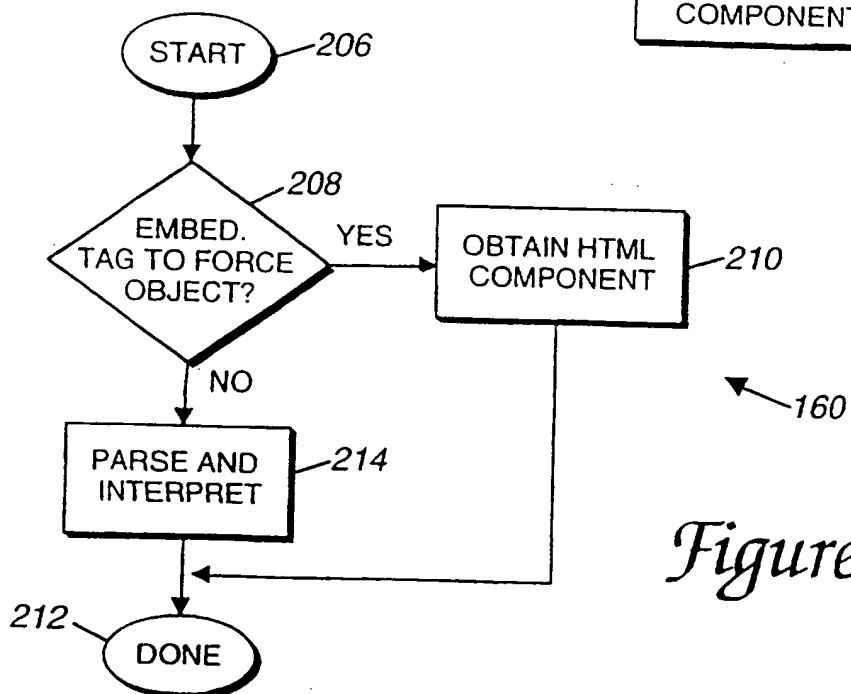 COMPONENT
START
206
208
EMBED.
TAG TO FORCE
OBJECT?
YES
OBTAIN HTML
COMPONENT
210
NO
160
PARSE AND
INTERPRET
214
Figure
212
DONE